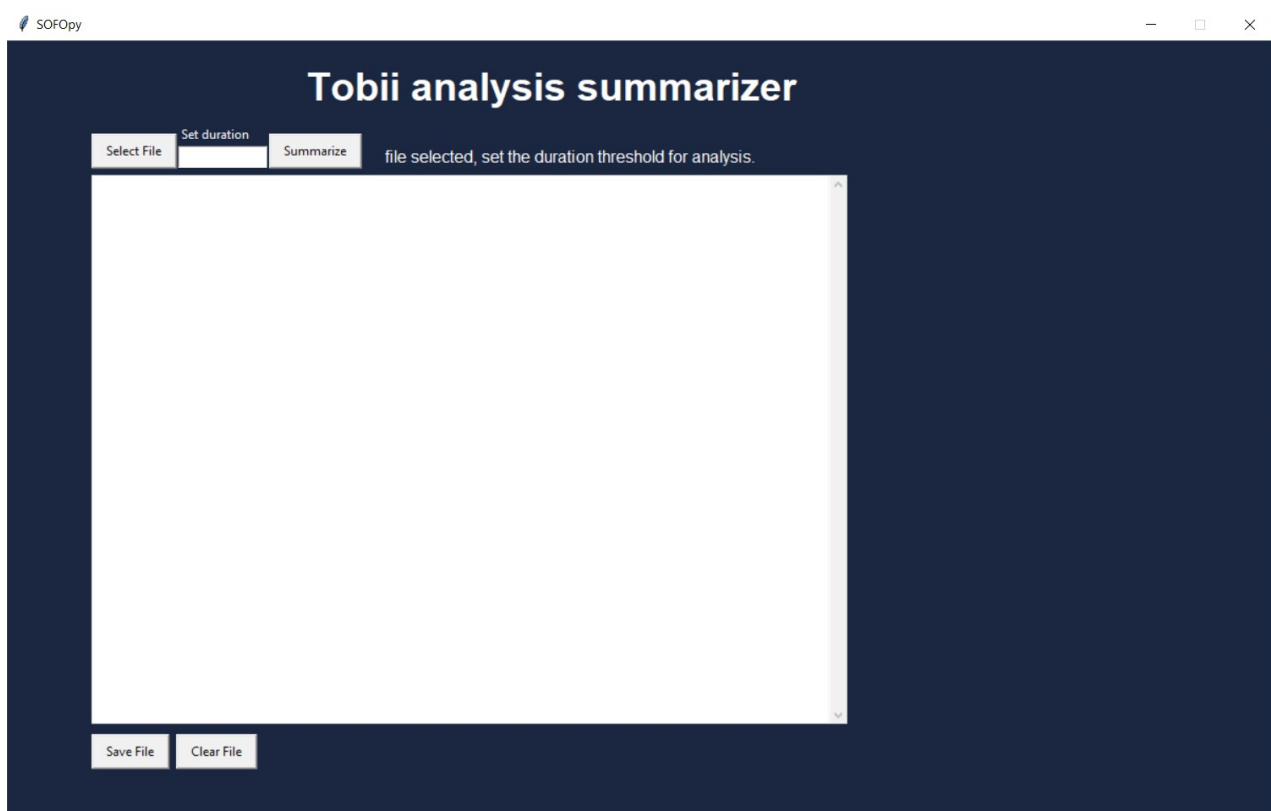 SOFOpy
Tobii analysis summarizer
Set duration
Select File
Summarize
file selected, set the duration threshold for analysis.
Save File
Clear File